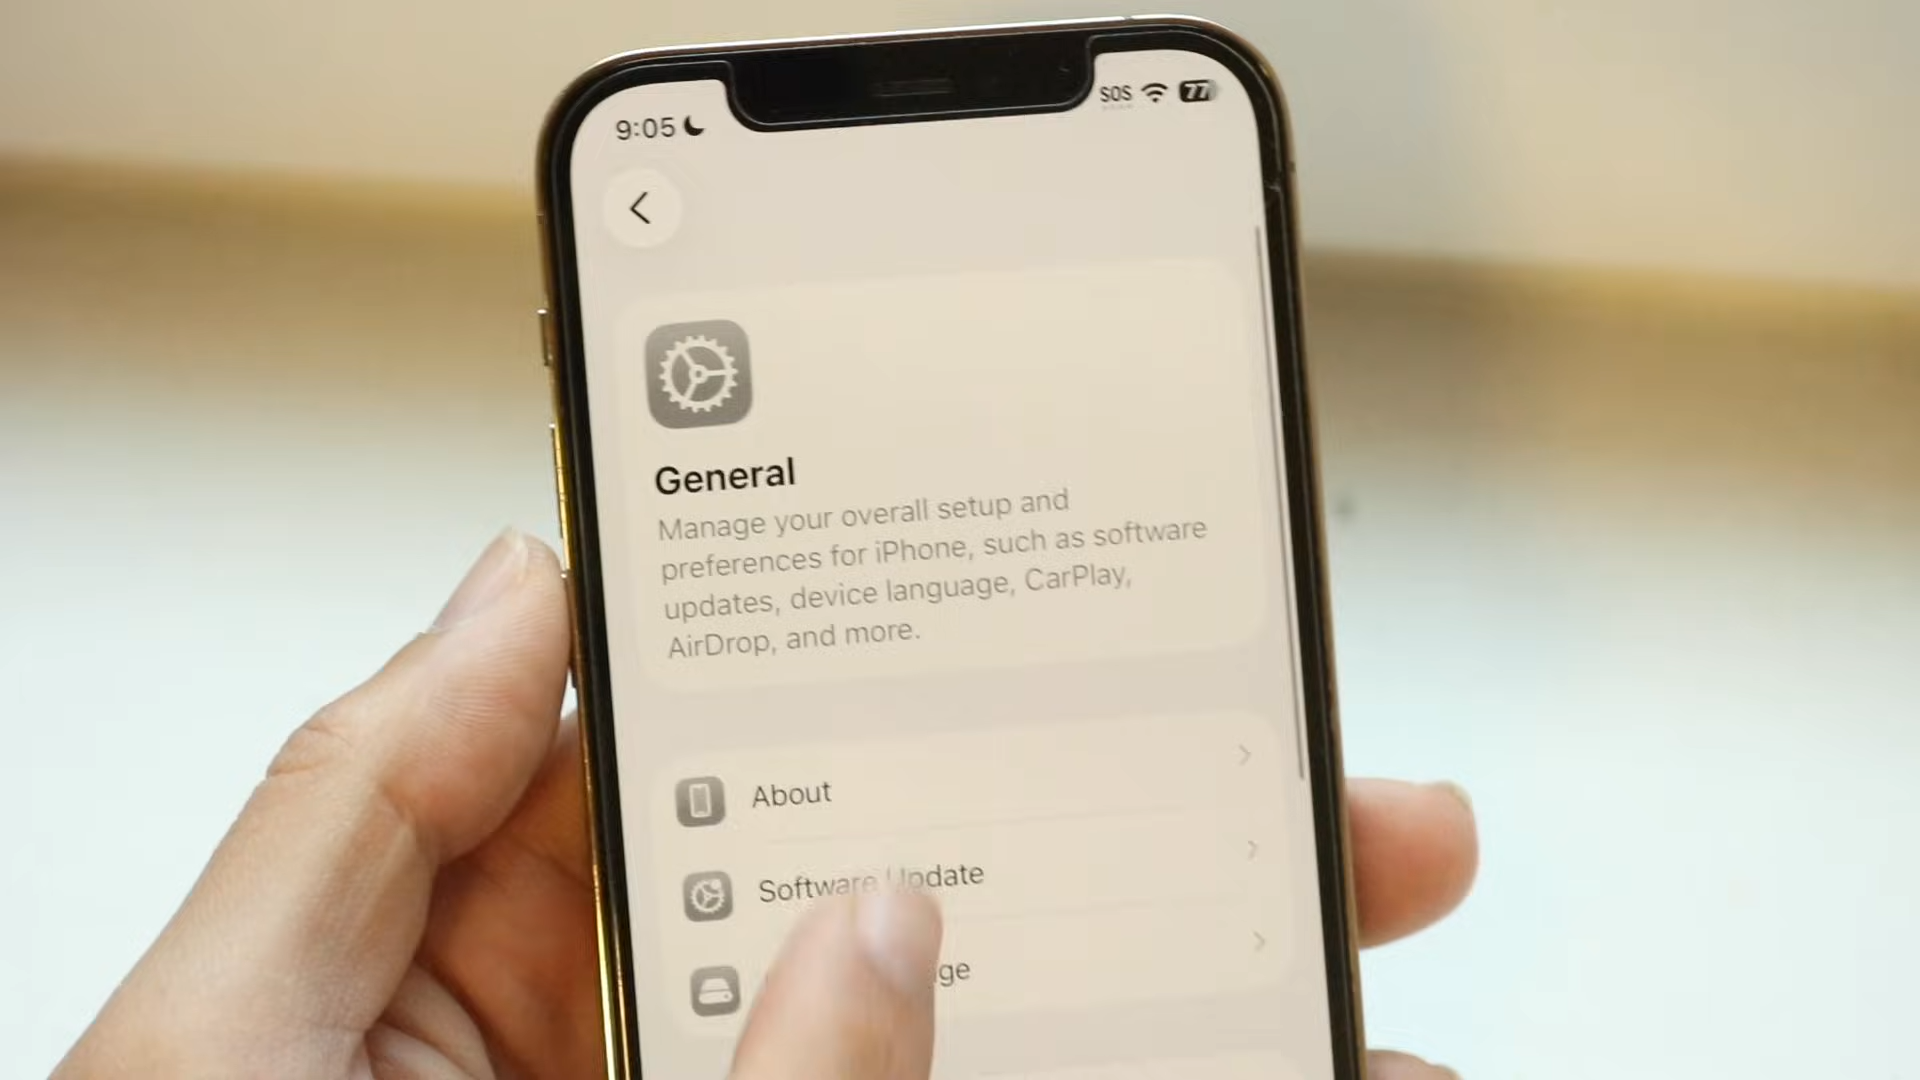 9:05
SOS
77
General
Manage your overall setup and
preferences for iPhone, such as software
updates, device language, CarPlay,
AirDrop, and more.
About
Software Update
ge